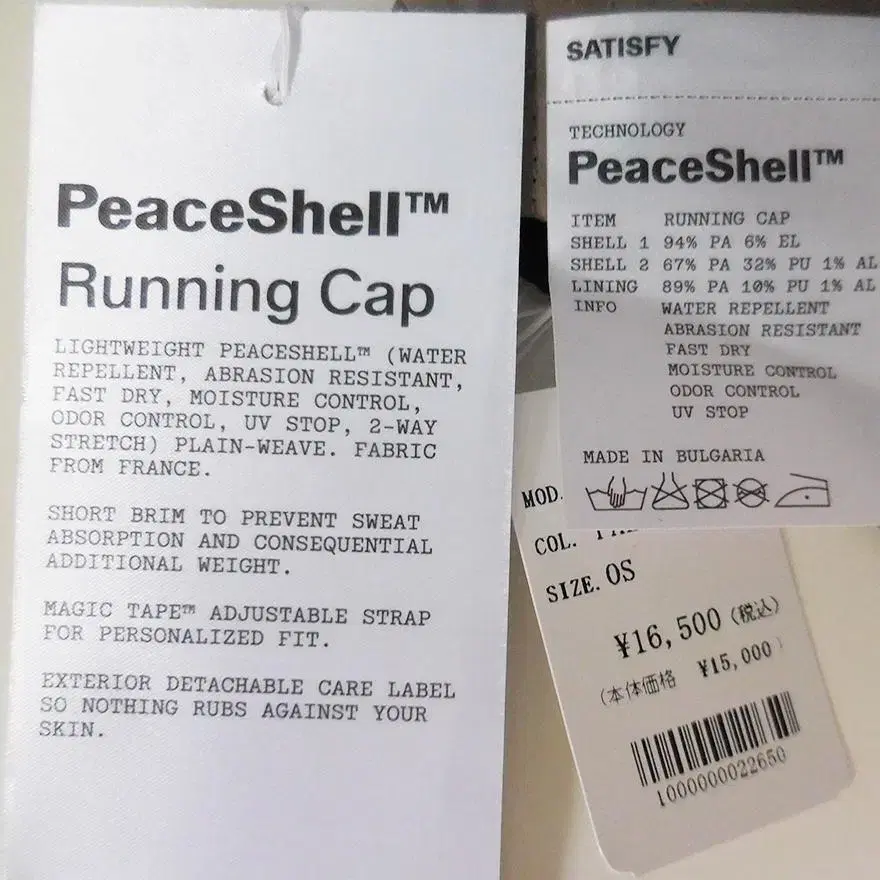 PeaceShell™
Running Cap
LIGHTWEIGHT PEACESHELL™ (WATER
REPELLENT, ABRASION RESISTANT,
FAST DRY, MOISTURE CONTROL,
ODOR CONTROL, UV STOP, 2-WAY
STRETCH) PLAIN-WEAVE. FABRIC
FROM FRANCE.
SHORT BRIM TO PREVENT SWEAT
ABSORPTION AND CONSEQUENTIAL
ADDITIONAL WEIGHT.
MAGIC TAPE™ ADJUSTABLE STRAP
FOR PERSONALIZED FIT.
EXTERIOR DETACHABLE CARE LABEL
SO NOTHING RUBS AGAINST YOUR
SKIN.
SATISFY
TECHNOLOGY
PeaceShell™
ITEM RUNNING CAP
SHELL 1 94% PA 6% EL
SHELL 2 67% PA 32% PU 1% AL
LINING 89% PA 10% PU 1% AL
INFO WATER REPELLENT
ABRASION RESISTANT
FAST DRY
MOISTURE CONTROL
ODOR CONTROL
UV STOP
MADE IN BULGARIA
MOD.
COL.
SIZE. OS
¥16,500 (税込)
(本体価格 ¥15,000)
1000000022650